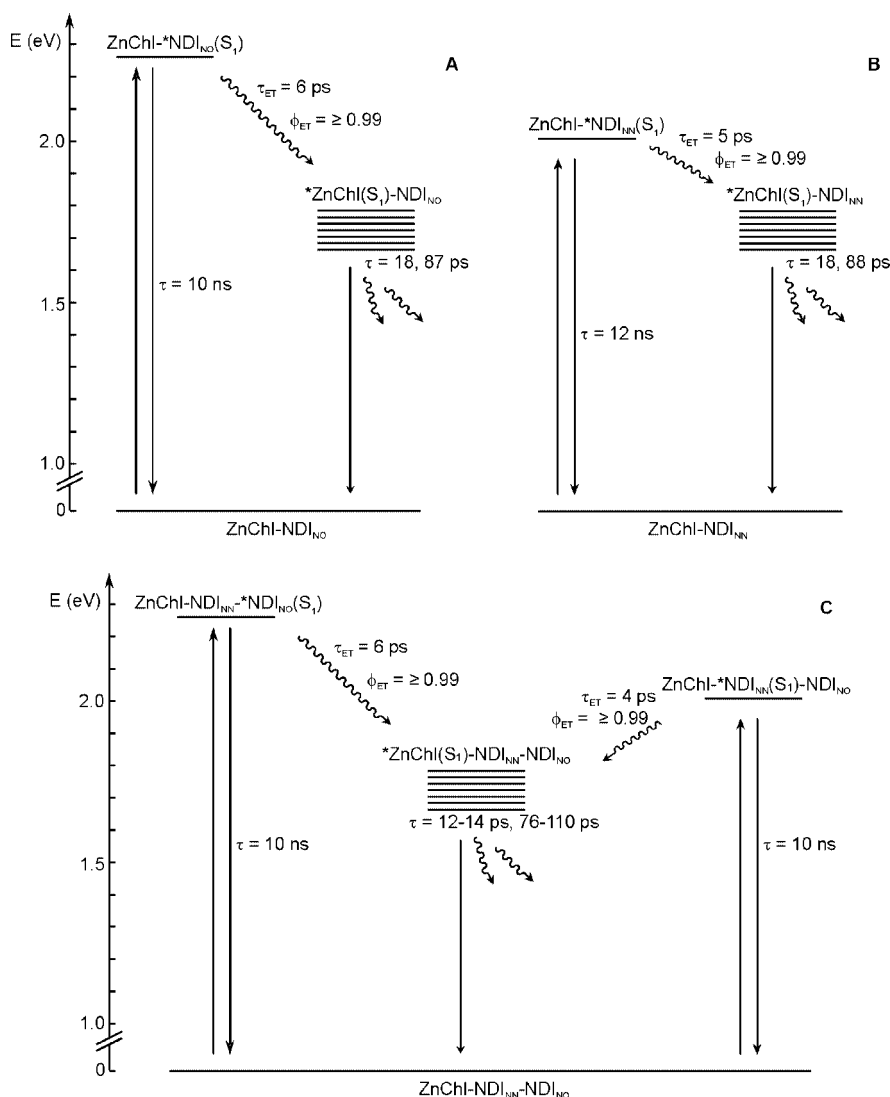 E (eV)
ZnChl-*NDI_NO(S_1)
A
τ_ET = 6 ps
ϕ_ET = ≥ 0.99
2.0
*ZnChl(S_1)-NDI_NO
τ = 18, 87 ps
τ = 10 ns
1.5
1.0
0
ZnChl-NDI_NO
B
ZnChl-*NDI_NN(S_1)
τ_ET = 5 ps
ϕ_ET = ≥ 0.99
*ZnChl(S_1)-NDI_NN
τ = 18, 88 ps
τ = 12 ns
ZnChl-NDI_NN
E (eV)
ZnChl-NDI_NN-*NDI_NO(S_1)
C
τ_ET = 6 ps
ϕ_ET = ≥ 0.99
2.0
ZnChl-*NDI_NN(S_1)-NDI_NO
τ_ET = 4 ps
ϕ_ET = ≥ 0.99
*ZnChl(S_1)-NDI_NN-NDI_NO
τ = 12-14 ps, 76-110 ps
τ = 10 ns
τ = 10 ns
1.5
1.0
0
ZnChl-NDI_NN-NDI_NO